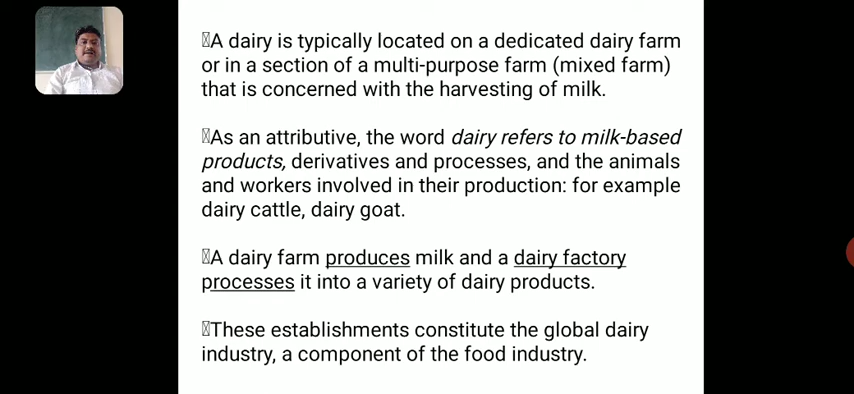 A dairy is typically located on a dedicated dairy farm
or in a section of a multi-purpose farm (mixed farm)
that is concerned with the harvesting of milk.
As an attributive, the word dairy refers to milk-based
products, derivatives and processes, and the animals
and workers involved in their production: for example
dairy cattle, dairy goat.
A dairy farm produces milk and a dairy factory
processes it into a variety of dairy products.
These establishments constitute the global dairy
industry, a component of the food industry.